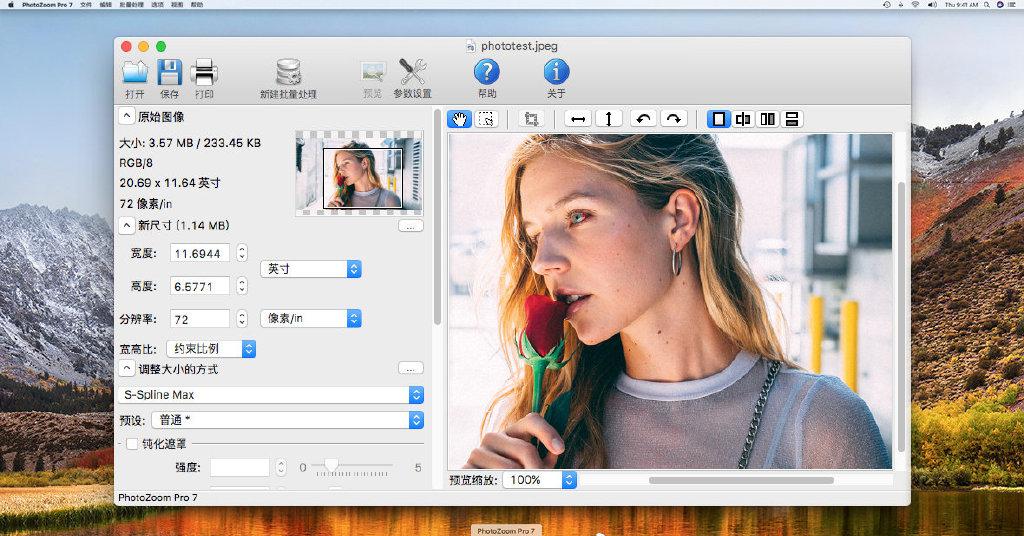 PhotoZoom Pro 7 文件 编辑 批量处理 选项 视图 帮助 Thu 9:41 AM
phototest.jpeg
打开 保存 打印 新建批量处理 预览 参数设置 帮助 关于
原始图像
大小: 3.57 MB / 233.45 KB
RGB/8
20.69 x 11.64 英寸
72 像素/in
新尺寸 (1.14 MB)
...
宽度: 11.6944
英寸
高度: 6.5771
分辨率: 72 像素/in
宽高比: 约束比例
调整大小的方式
...
S-Spline Max
预设: 普通 *
钝化遮罩
强度: 0 5
预览缩放: 100%
PhotoZoom Pro 7
PhotoZoom Pro 7